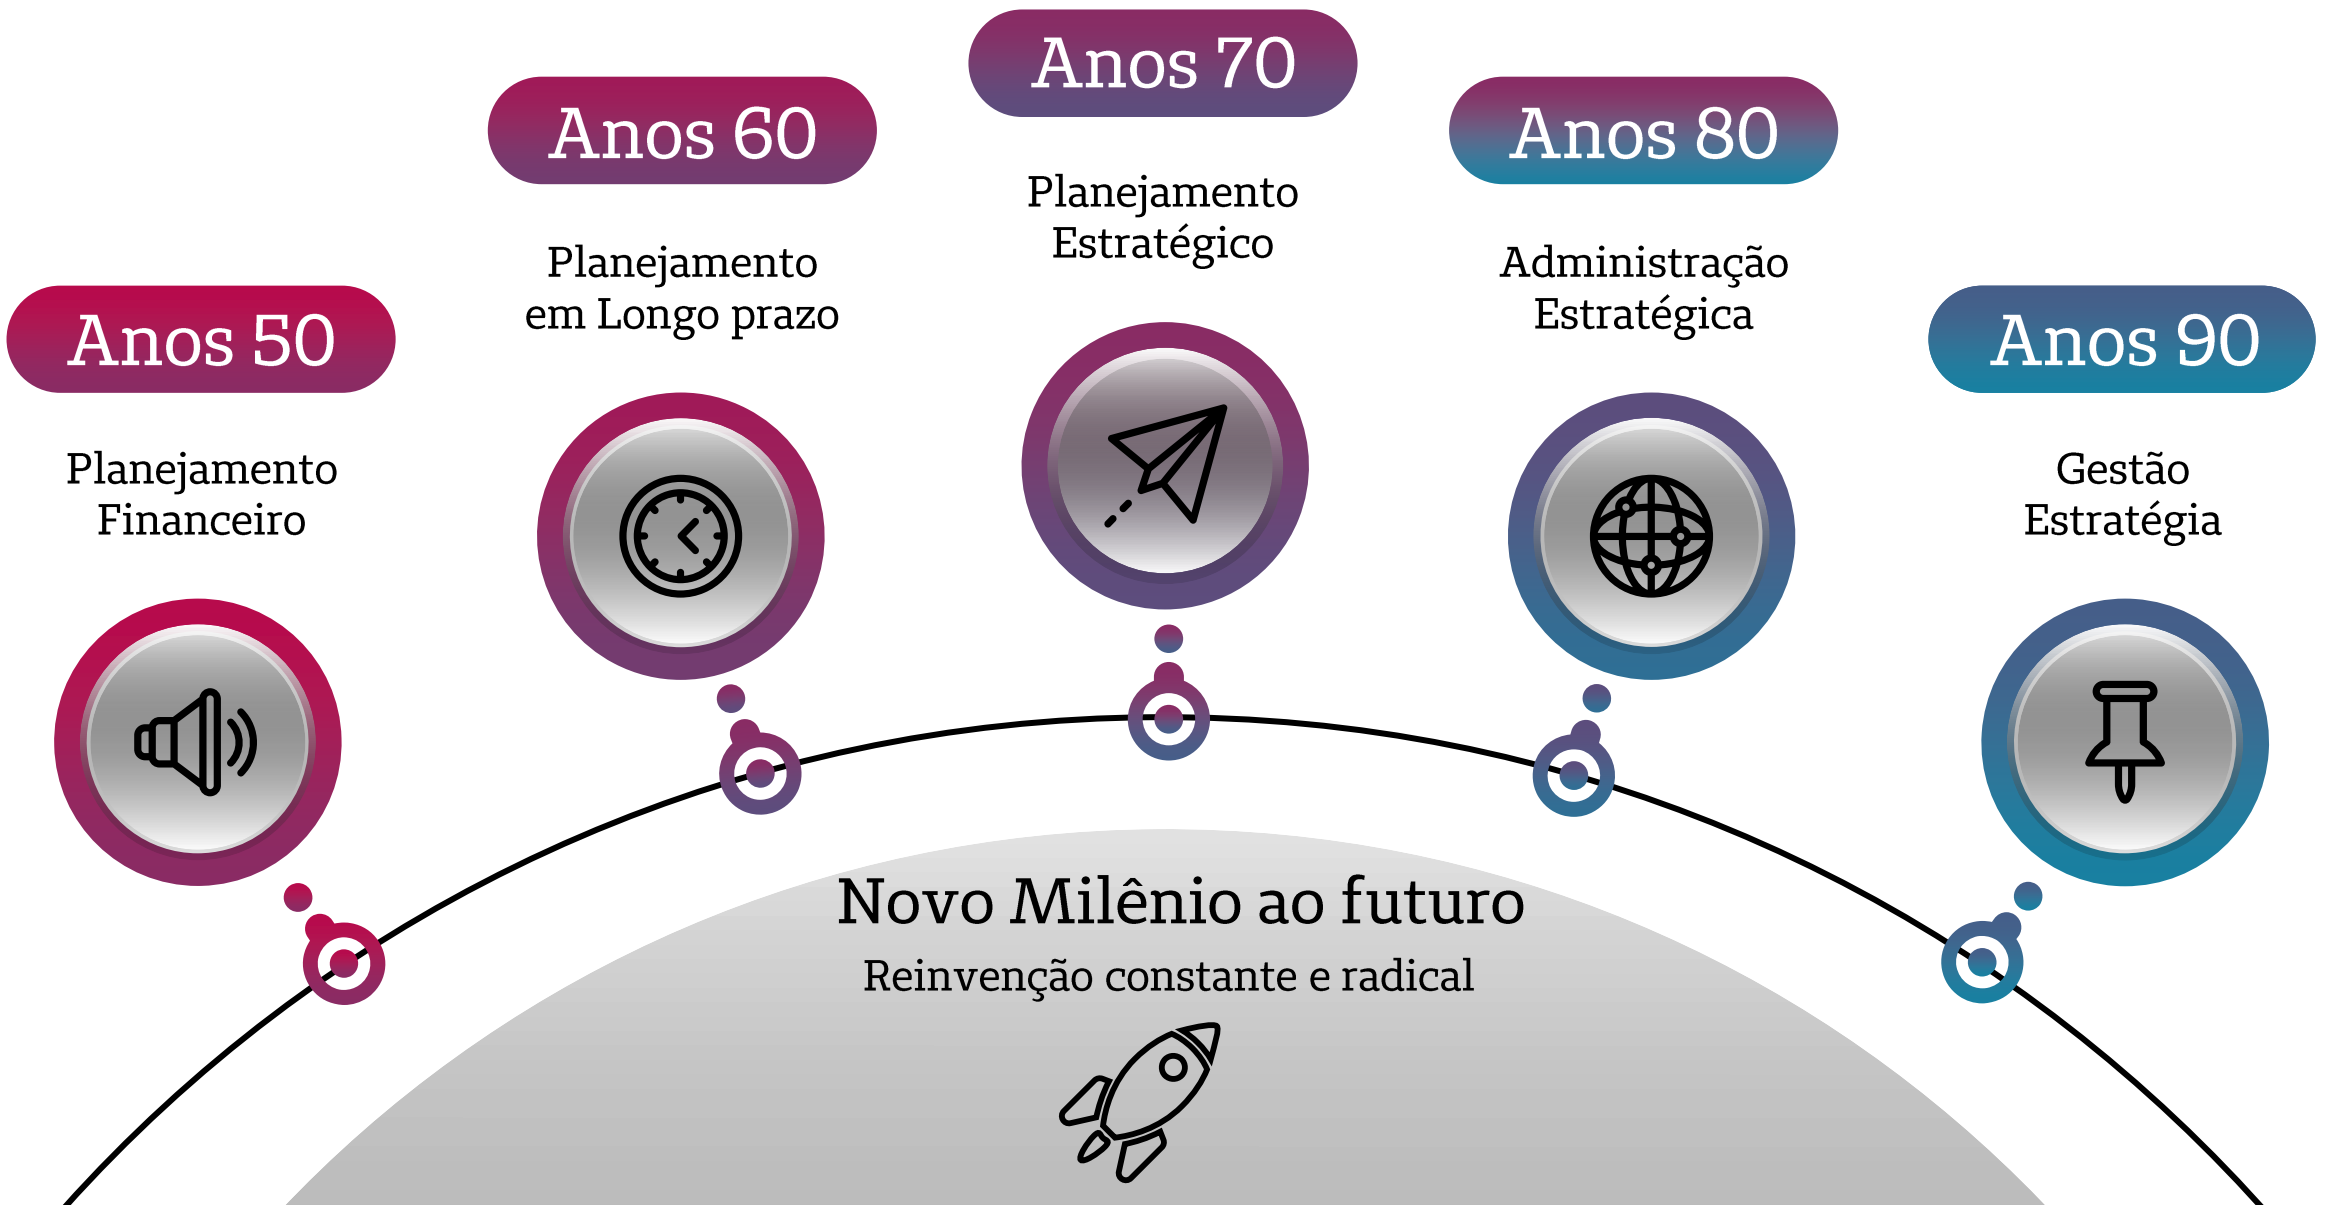 Anos 50
Planejamento
Financeiro
Anos 60
Planejamento
em Longo prazo
Anos 70
Planejamento
Estratégico
Anos 80
Administração
Estratégica
Anos 90
Gestão
Estratégia
Novo Milênio ao futuro
Reinvenção constante e radical